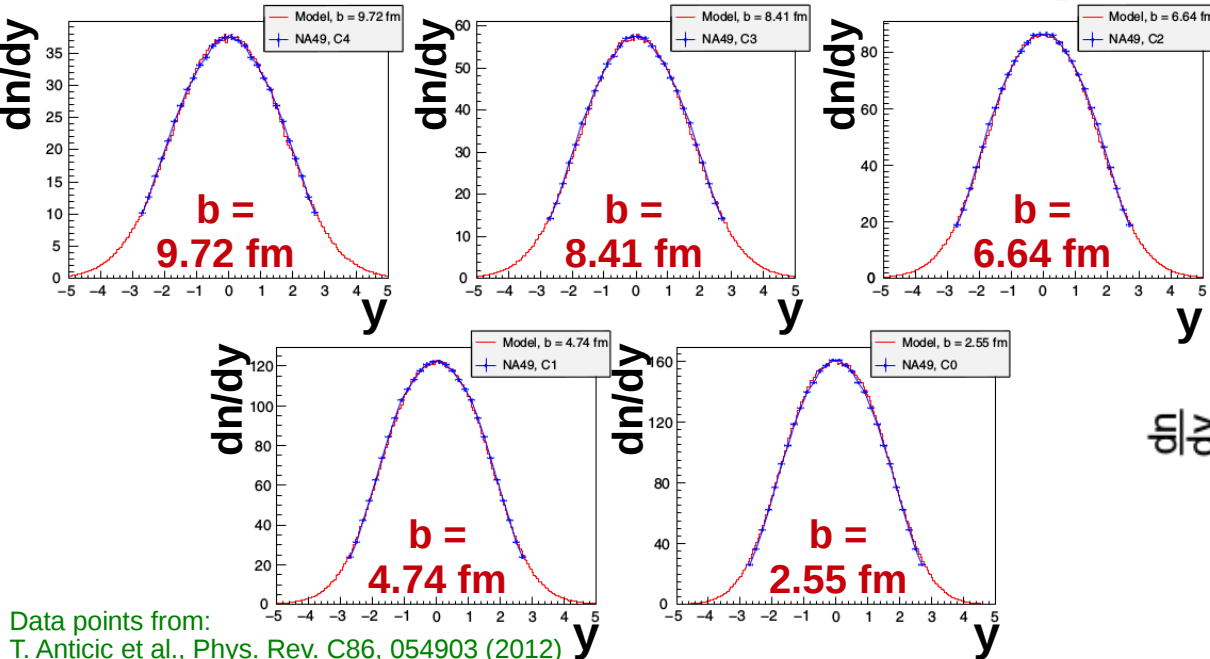 Model, b = 9.72 fm
NA49, C4
dn/dy
35
30
25
20
15
10
5
0
b =
9.72 fm
−5 −4 −3 −2 −1 0 1 2 3 4 5
y
Model, b = 8.41 fm
NA49, C3
dn/dy
60
50
40
30
20
10
0
b =
8.41 fm
−5 −4 −3 −2 −1 0 1 2 3 4 5
y
Model, b = 6.64 fm
NA49, C2
dn/dy
80
60
40
20
0
b =
6.64 fm
−5 −4 −3 −2 −1 0 1 2 3 4 5
y
Model, b = 4.74 fm
NA49, C1
dn/dy
120
100
80
60
40
20
0
b =
4.74 fm
−5 −4 −3 −2 −1 0 1 2 3 4 5
y
Model, b = 2.55 fm
NA49, C0
dn/dy
160
120
80
40
0
b =
2.55 fm
−5 −4 −3 −2 −1 0 1 2 3 4 5
y
dn
dy
Data points from:
T. Anticic et al., Phys. Rev. C86, 054903 (2012)